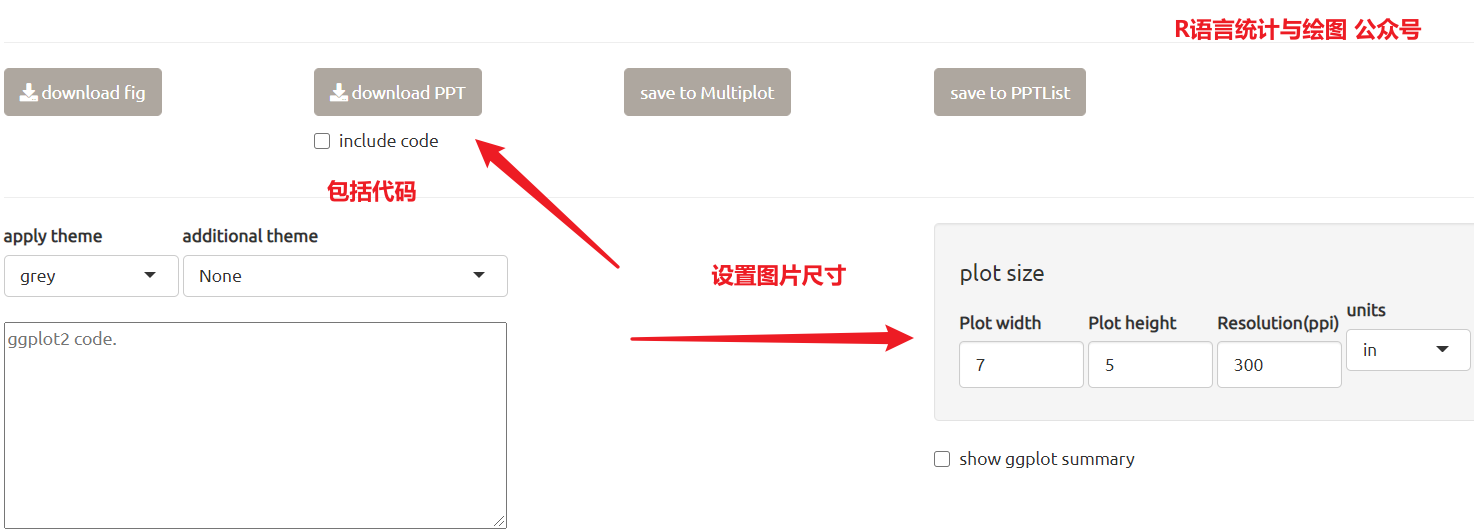 R语言统计与绘图 公众号
download fig
download PPT
save to Multiplot
save to PPTList
include code
包括代码
apply theme
additional theme
grey
None
设置图片尺寸
plot size
Plot width
Plot height
Resolution(ppi)
units
7
5
300
in
ggplot2 code.
show ggplot summary